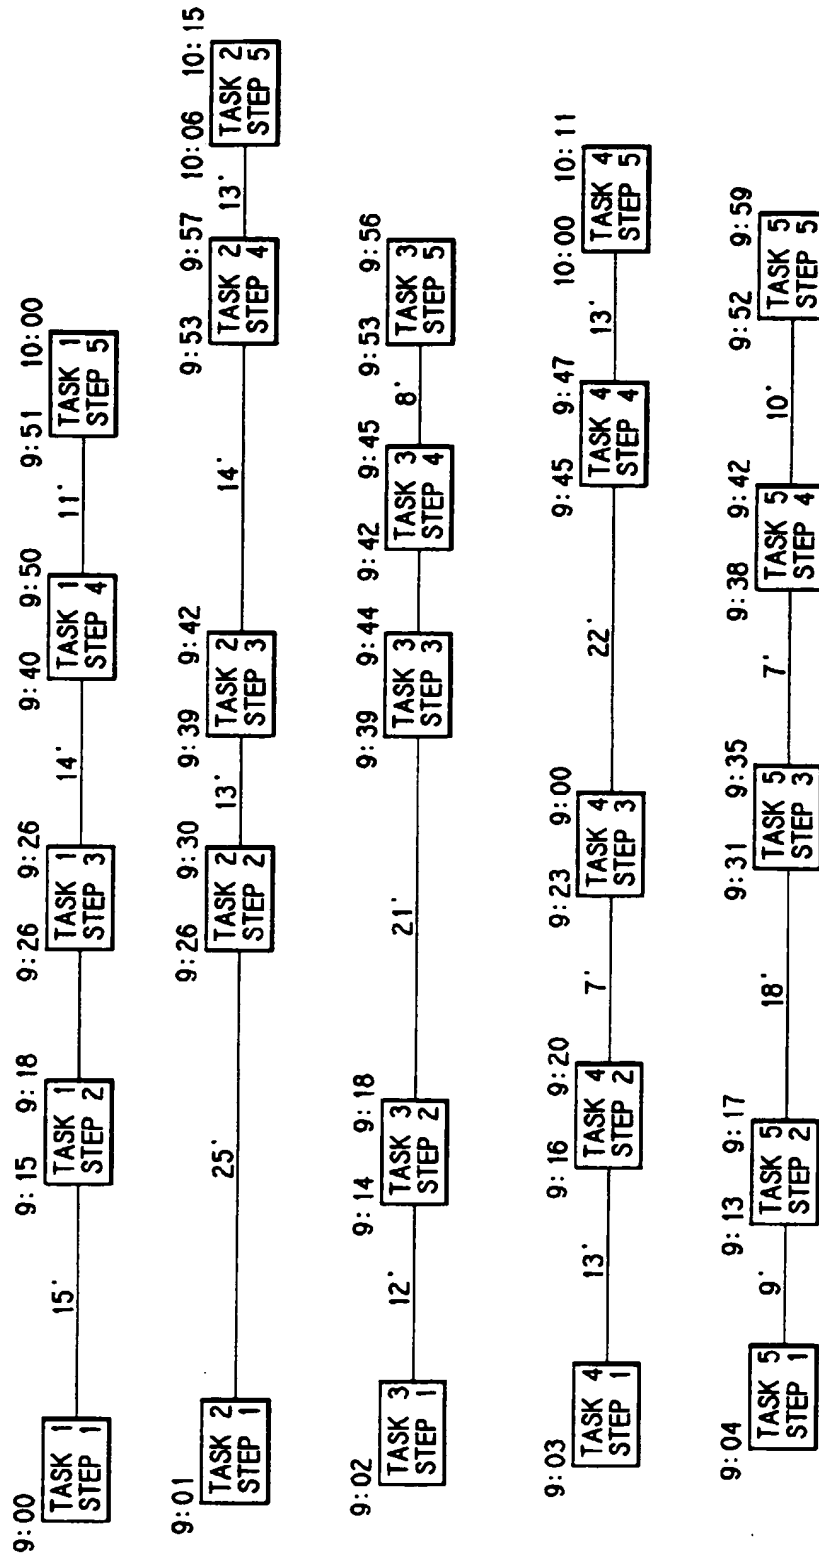 9:00
TASK 1
STEP 1
15'
9:15 9:18
TASK 1
STEP 2
9:26 9:26
TASK 1
STEP 3
14'
9:40 9:50
TASK 1
STEP 4
11'
9:51 10:00
TASK 1
STEP 5
9:01
TASK 2
STEP 1
25'
9:26 9:30
TASK 2
STEP 2
13'
9:39 9:42
TASK 2
STEP 3
14'
9:53 9:57
TASK 2
STEP 4
13'
10:06 10:15
TASK 2
STEP 5
9:02
TASK 3
STEP 1
12'
9:14 9:18
TASK 3
STEP 2
21'
9:39 9:44
TASK 3
STEP 3
9:42 9:45
TASK 3
STEP 4
8'
9:53 9:56
TASK 3
STEP 5
9:03
TASK 4
STEP 1
13'
9:16 9:20
TASK 4
STEP 2
7'
9:23 9:00
TASK 4
STEP 3
22'
9:45 9:47
TASK 4
STEP 4
13'
10:00 10:11
TASK 4
STEP 5
9:04
TASK 5
STEP 1
9'
9:13 9:17
TASK 5
STEP 2
18'
9:31 9:35
TASK 5
STEP 3
7'
9:38 9:42
TASK 5
STEP 4
10'
9:52 9:59
TASK 5
STEP 5